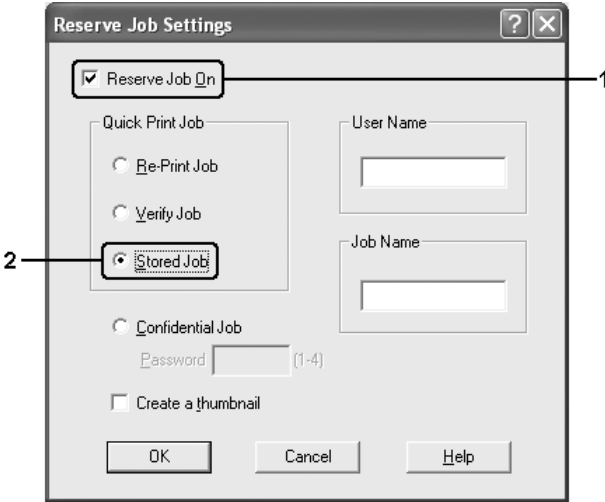 Reserve Job Settings
Reserve Job On
1
Quick Print Job
User Name
Re-Print Job
Verify Job
Job Name
2
Stored Job
Confidential Job
Password
(1-4)
Create a thumbnail
OK
Cancel
Help